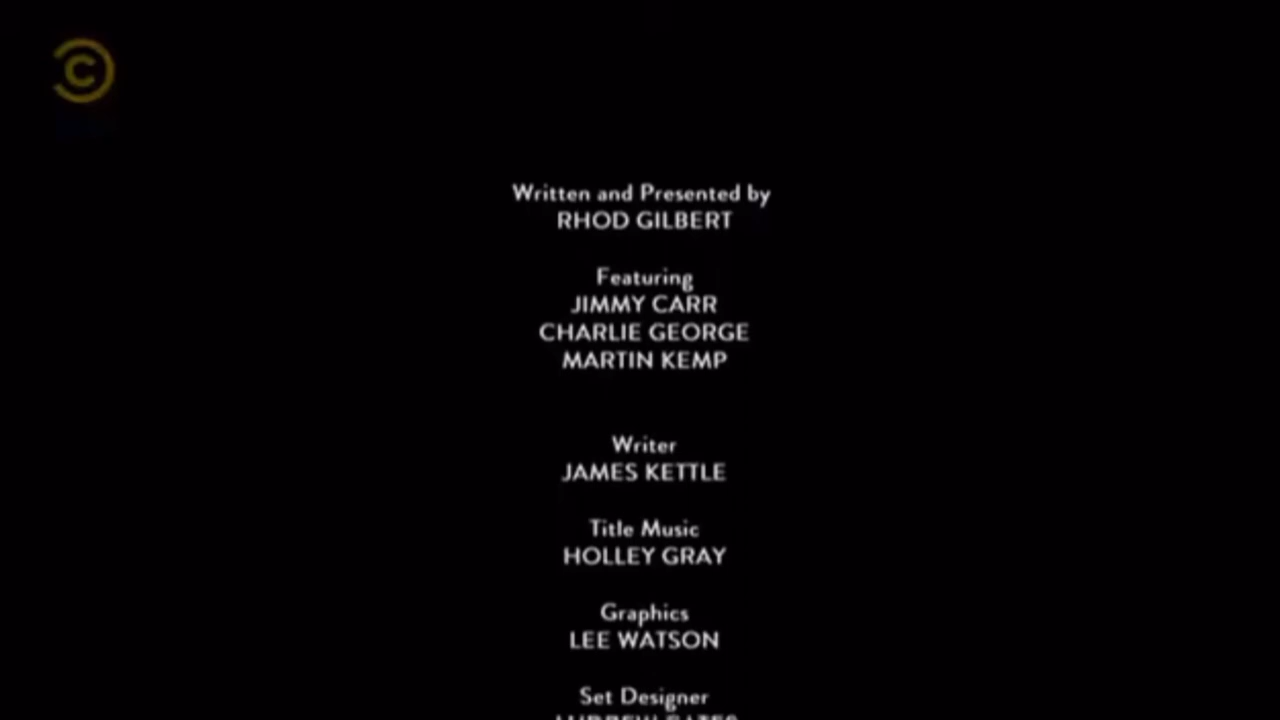 Written and Presented by
RHOD GILBERT
Featuring
JIMMY CARR
CHARLIE GEORGE
MARTIN KEMP
Writer
JAMES KETTLE
Title Music
HOLLEY GRAY
Graphics
LEE WATSON
Set Designer